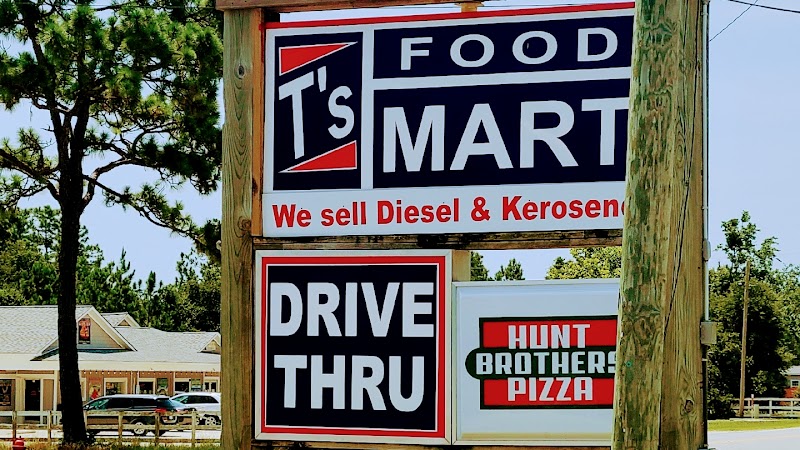 T's
FOOD
MART
We sell Diesel & Kerosene
DRIVE
THRU
HUNT
BROTHERS
PIZZA